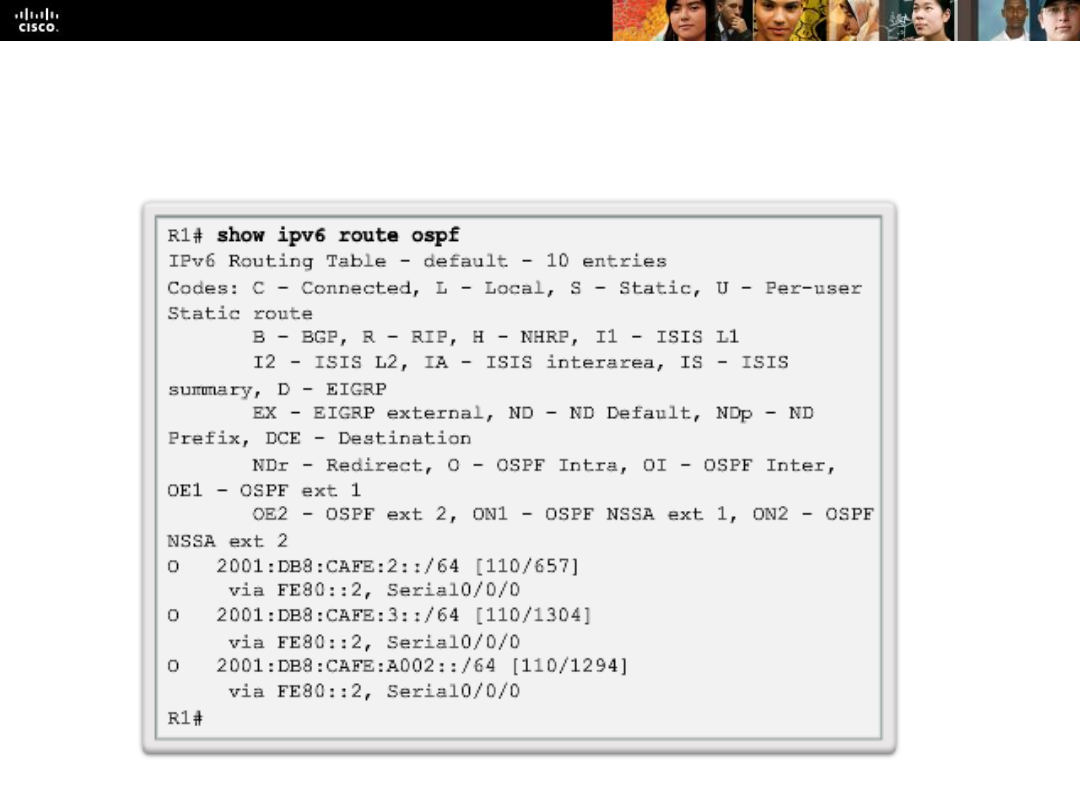 CISCO.
R1# show ipv6 route ospf
IPv6 Routing Table - default - 10 entries
Codes: C - Connected, L - Local, S - Static, U - Per-user
Static route
B - BGP, R - RIP, H - NHRP, I1 - ISIS L1
I2 - ISIS L2, IA - ISIS interarea, IS - ISIS
summary, D - EIGRP
EX - EIGRP external, ND - ND Default, NDp - ND
Prefix, DCE - Destination
NDr - Redirect, O - OSPF Intra, OI - OSPF Inter,
OE1 - OSPF ext 1
OE2 - OSPF ext 2, ON1 - OSPF NSSA ext 1, ON2 - OSPF
NSSA ext 2
O 2001:DB8:CAFE:2::/64 [110/657]
via FE80::2, Serial0/0/0
O 2001:DB8:CAFE:3::/64 [110/1304]
via FE80::2, Serial0/0/0
O 2001:DB8:CAFE:A002::/64 [110/1294]
via FE80::2, Serial0/0/0
R1#